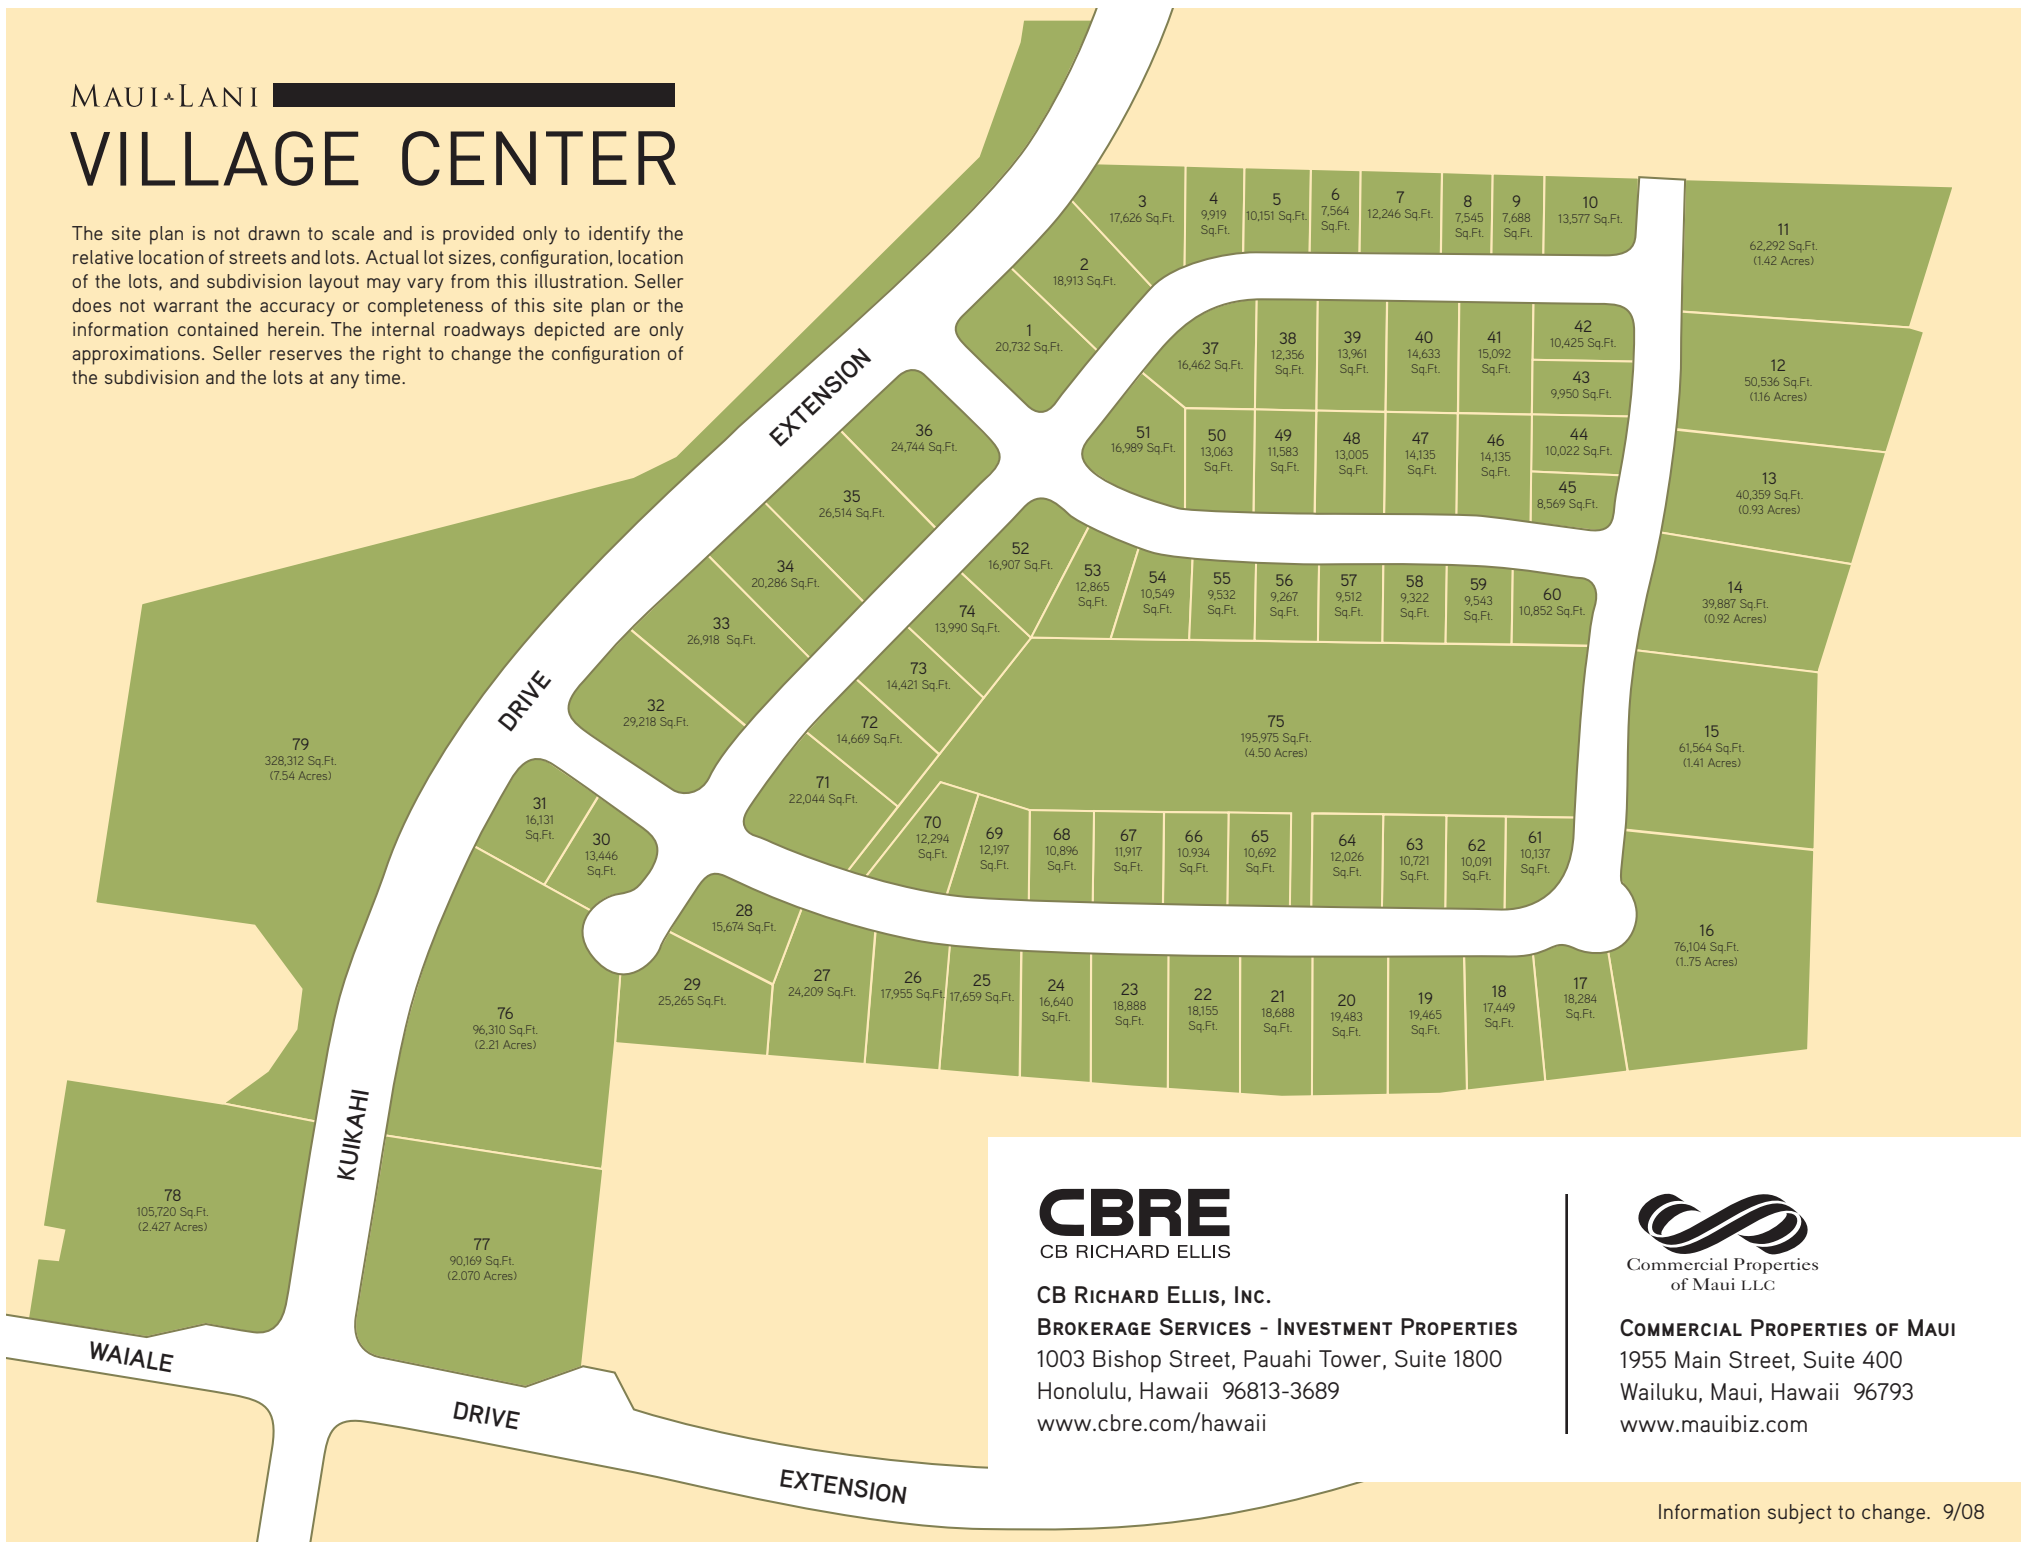 MAUI LANI
VILLAGE CENTER
The site plan is not drawn to scale and is provided only to identify the
relative location of streets and lots. Actual lot sizes, configuration, location
of the lots, and subdivision layout may vary from this illustration. Seller
does not warrant the accuracy or completeness of this site plan or the
information contained herein. The internal roadways depicted are only
approximations. Seller reserves the right to change the configuration of
the subdivision and the lots at any time.
3
17,626 Sq.Ft.
4
9,919
Sq.Ft.
5
10,151 Sq.Ft.
6
7,564
Sq.Ft.
7
12,246 Sq.Ft.
8
7,545
Sq.Ft.
9
7,688
Sq.Ft.
10
13,577 Sq.Ft.
11
62,292 Sq.Ft.
(1.42 Acres)
2
18,913 Sq.Ft.
1
20,732 Sq.Ft.
37
16,462 Sq.Ft.
38
12,356
Sq.Ft.
39
13,961
Sq.Ft.
40
14,633
Sq.Ft.
41
15,092
Sq.Ft.
42
10,425 Sq.Ft.
43
9,950 Sq.Ft.
12
50,536 Sq.Ft.
(1.16 Acres)
EXTENSION
36
24,744 Sq.Ft.
51
16,989 Sq.Ft.
50
13,063
Sq.Ft.
49
11,583
Sq.Ft.
48
13,005
Sq.Ft.
47
14,135
Sq.Ft.
46
14,135
Sq.Ft.
44
10,022 Sq.Ft.
45
8,569 Sq.Ft.
13
40,359 Sq.Ft.
(0.93 Acres)
35
26,514 Sq.Ft.
34
20,286 Sq.Ft.
33
26,918 Sq.Ft.
32
29,218 Sq.Ft.
DRIVE
52
16,907 Sq.Ft.
53
12,865
Sq.Ft.
54
10,549
Sq.Ft.
55
9,532
Sq.Ft.
56
9,267
Sq.Ft.
57
9,512
Sq.Ft.
58
9,322
Sq.Ft.
59
9,543
Sq.Ft.
60
10,852 Sq.Ft.
14
39,887 Sq.Ft.
(0.92 Acres)
74
13,990 Sq.Ft.
73
14,421 Sq.Ft.
72
14,669 Sq.Ft.
71
22,044 Sq.Ft.
75
195,975 Sq.Ft.
(4.50 Acres)
15
61,564 Sq.Ft.
(1.41 Acres)
79
328,312 Sq.Ft.
(7.54 Acres)
31
16,131
Sq.Ft.
30
13,446
Sq.Ft.
70
12,294
Sq.Ft.
69
12,197
Sq.Ft.
68
10,896
Sq.Ft.
67
11,917
Sq.Ft.
66
10.934
Sq.Ft.
65
10,692
Sq.Ft.
64
12,026
Sq.Ft.
63
10,721
Sq.Ft.
62
10,091
Sq.Ft.
61
10,137
Sq.Ft.
28
15,674 Sq.Ft.
29
25,265 Sq.Ft.
27
24,209 Sq.Ft.
26
17,955 Sq.Ft.
25
17,659 Sq.Ft.
24
16,640
Sq.Ft.
23
18,888
Sq.Ft.
22
18,155
Sq.Ft.
21
18,688
Sq.Ft.
20
19,483
Sq.Ft.
19
19,465
Sq.Ft.
18
17,449
Sq.Ft.
17
18,284
Sq.Ft.
16
76,104 Sq.Ft.
(1..75 Acres)
76
96,310 Sq.Ft.
(2.21 Acres)
KUIKAHI
78
105,720 Sq.Ft.
(2.427 Acres)
77
90,169 Sq.Ft.
(2.070 Acres)
WAIALE
DRIVE
EXTENSION
CBRE
CB RICHARD ELLIS
CB RICHARD ELLIS, INC.
BROKERAGE SERVICES - INVESTMENT PROPERTIES
1003 Bishop Street, Pauahi Tower, Suite 1800
Honolulu, Hawaii 96813-3689
www.cbre.com/hawaii
Commercial Properties
of Maui LLC
COMMERCIAL PROPERTIES OF MAUI
1955 Main Street, Suite 400
Wailuku, Maui, Hawaii 96793
www.mauibiz.com
Information subject to change. 9/08